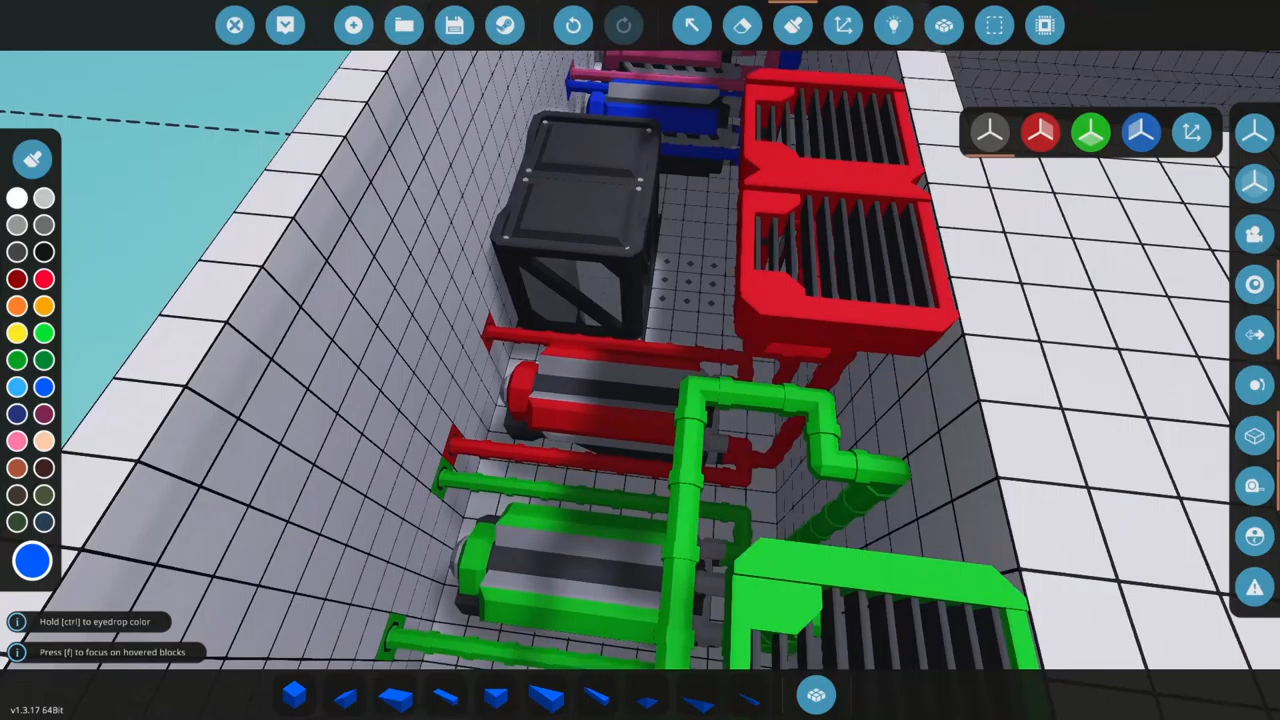 Hold [ctrl] to eyedrop color
Press [f] to focus on hovered blocks
v1.3.17 64Bit